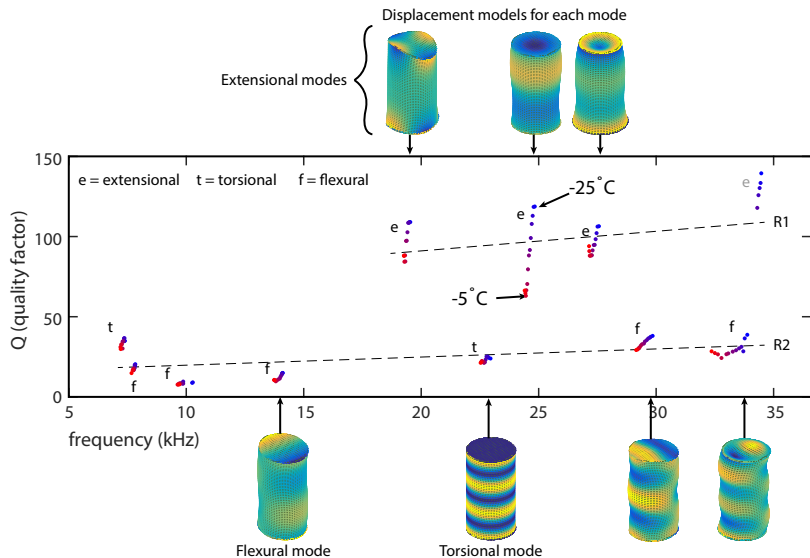 Displacement models for each mode
Extensional modes
150
e = extensional t = torsional f = flexural
e
-25°C
e
e
e
R1
100
Q (quality factor)
-5°C
50
t
f
f
f
t
f
f
R2
0
5 10 15 20 25 30 35
frequency (kHz)
Flexural mode Torsional mode